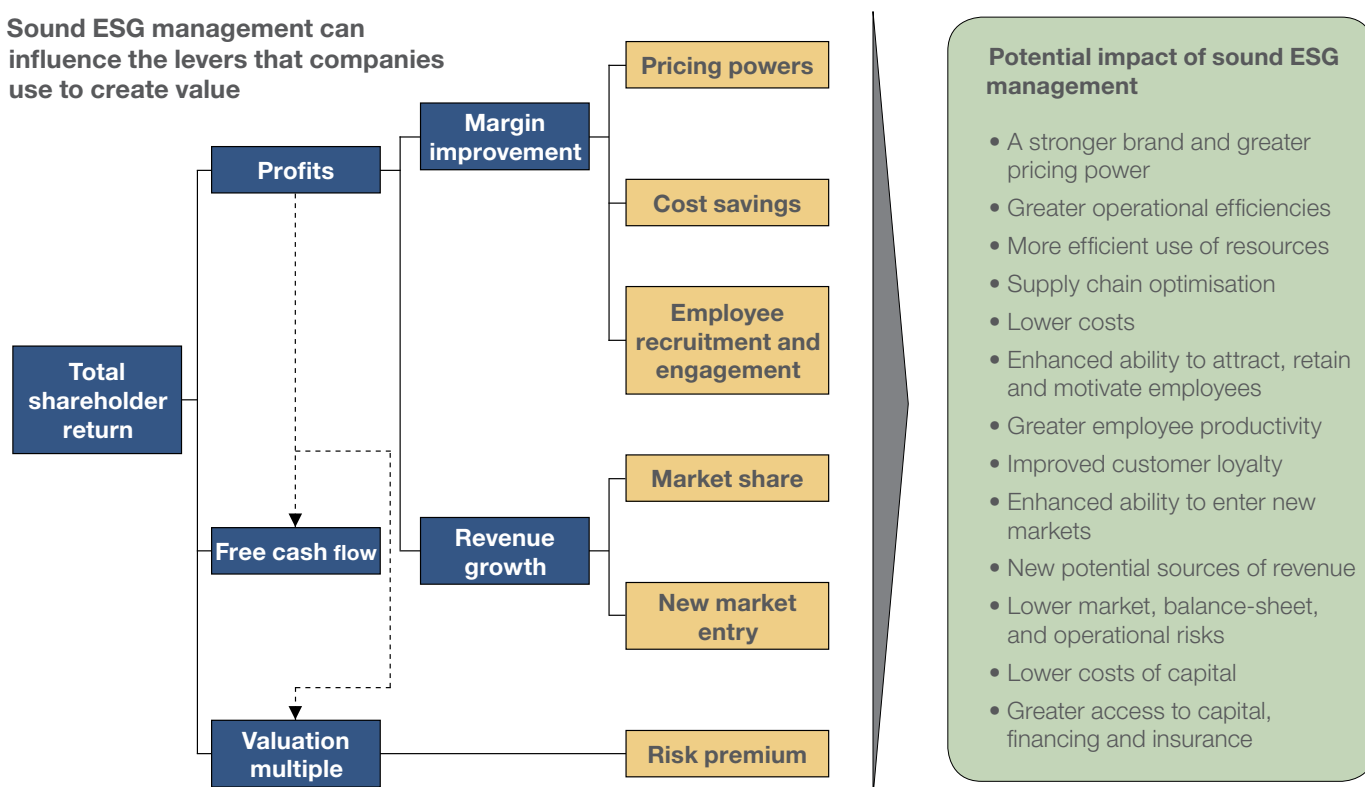 Sound ESG management can
influence the levers that companies
use to create value
Total
shareholder
return
Profits
Free cash flow
Valuation
multiple
Margin
improvement
Revenue
growth
Pricing powers
Cost savings
Employee
recruitment and
engagement
Market share
New market
entry
Risk premium
Potential impact of sound ESG
management
• A stronger brand and greater
pricing power
• Greater operational efficiencies
• More efficient use of resources
• Supply chain optimisation
• Lower costs
• Enhanced ability to attract, retain
and motivate employees
• Greater employee productivity
• Improved customer loyalty
• Enhanced ability to enter new
markets
• New potential sources of revenue
• Lower market, balance-sheet,
and operational risks
• Lower costs of capital
• Greater access to capital,
financing and insurance